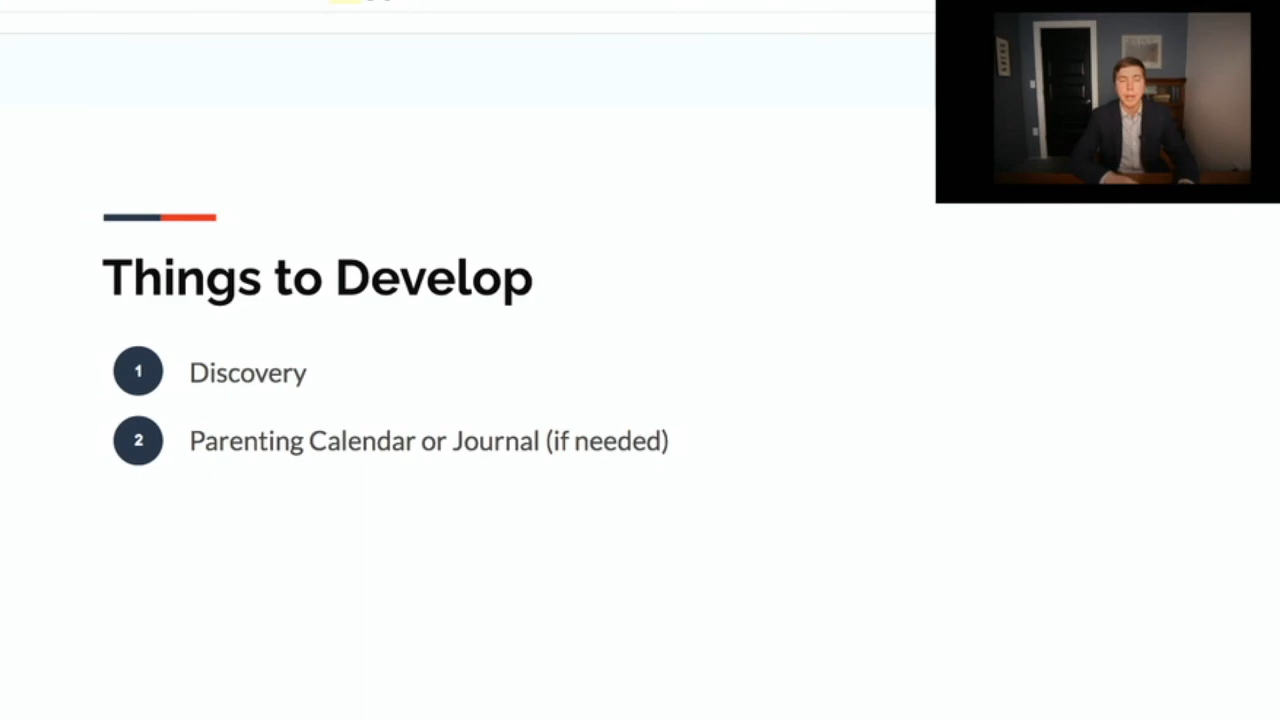 Things to Develop
1 Discovery
2 Parenting Calendar or Journal (if needed)